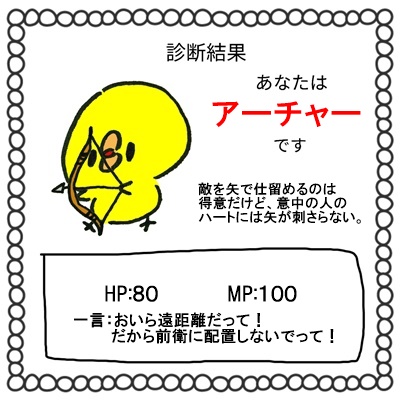 診断結果
あなたは
アーチャー
です
敵を矢で仕留めるのは
得意だけど、意中の人の
ハートには矢が刺さらない。
HP:80 MP:100
一言：おいら遠距離だって！
だから前衛に配置しないでって！